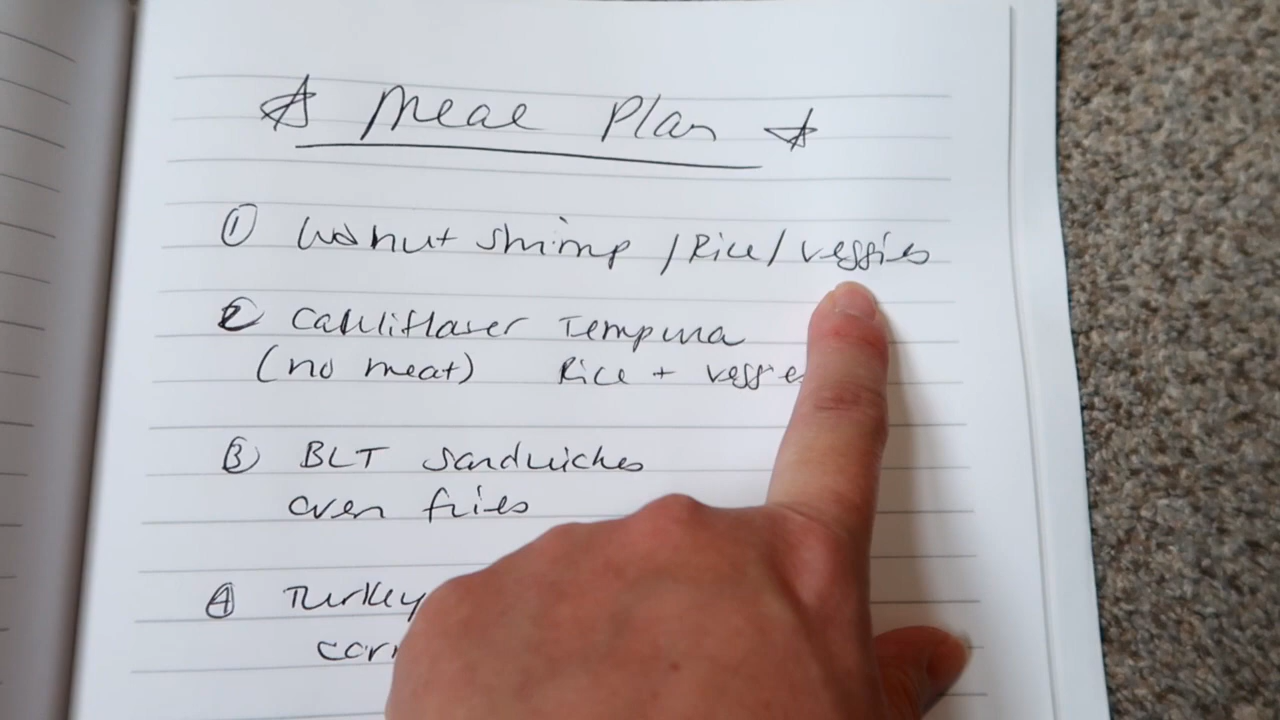 ☆ Meal Plan ☆
① Walnut shrimp / Rice / veggies
② Cauliflower Tempura
(no meat) Rice + veggie
③ BLT sandwiches
oven fries
④ Turkey
corn